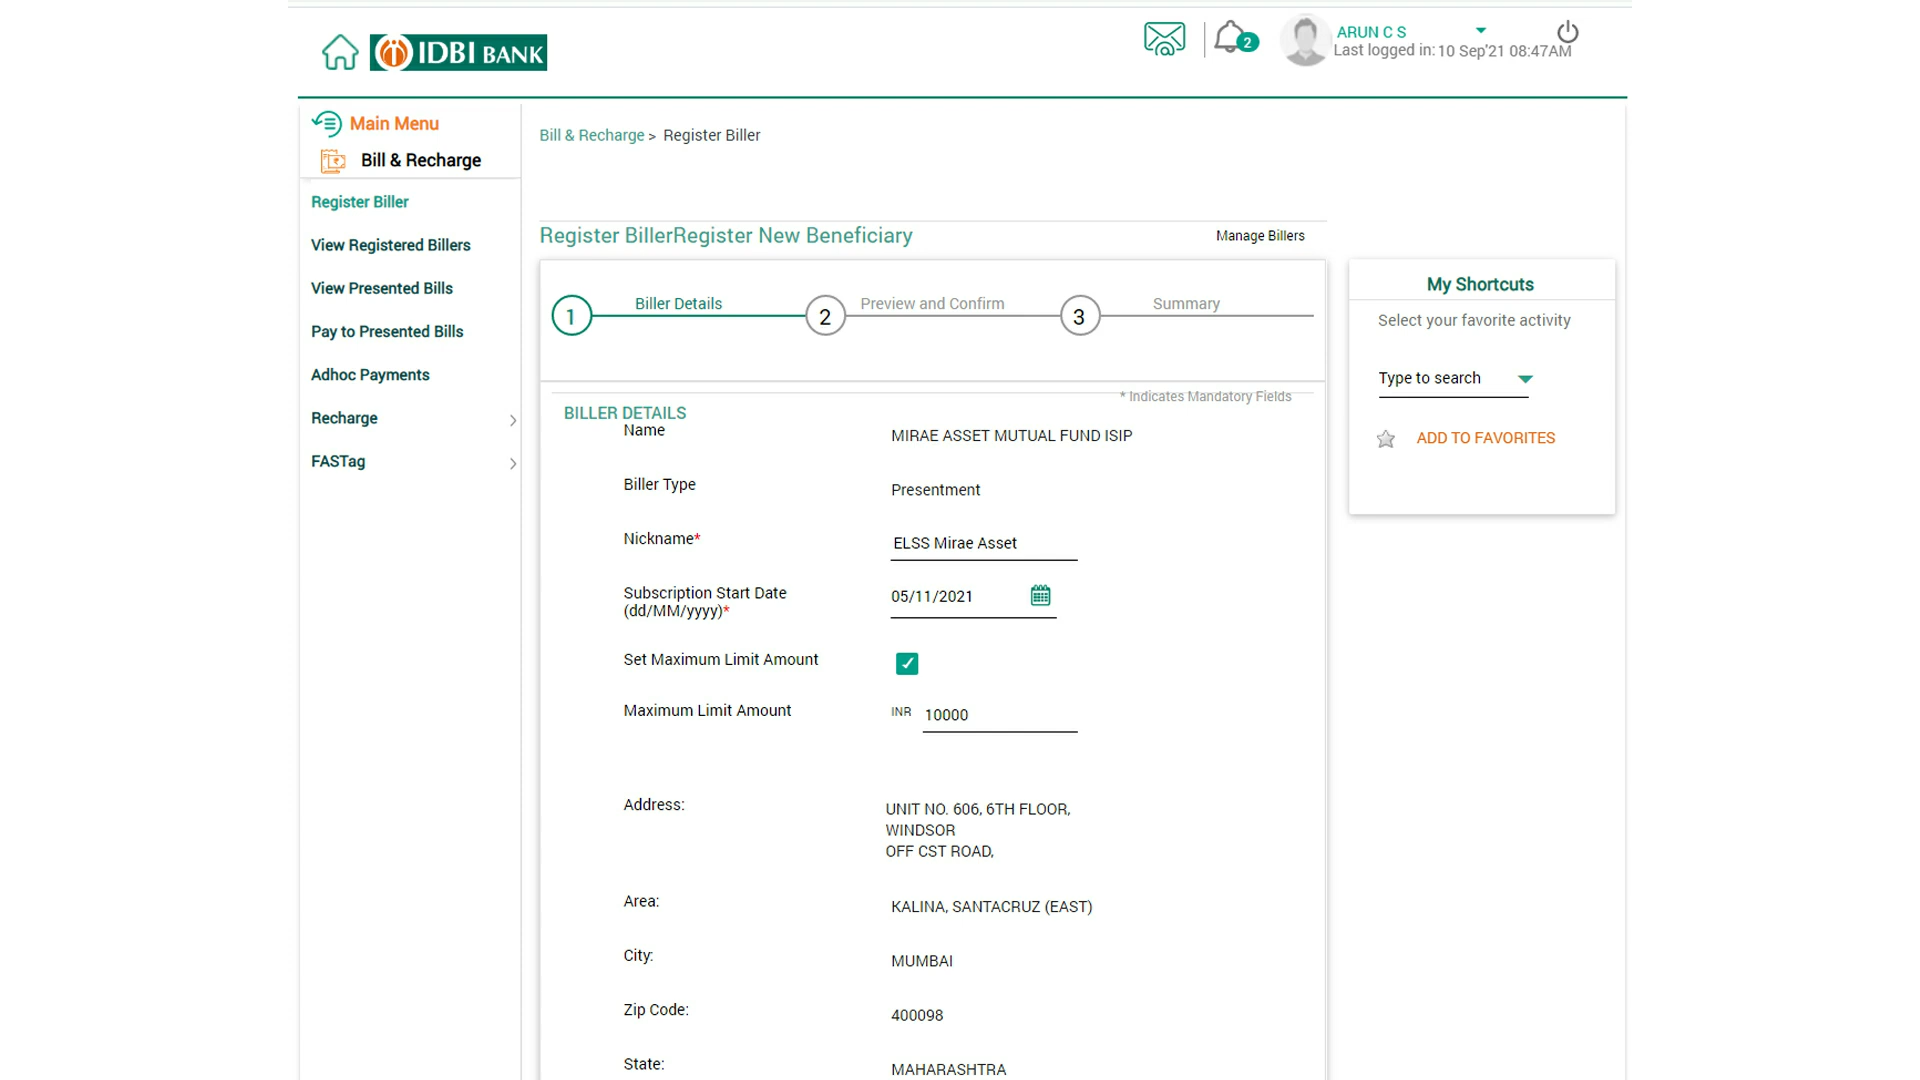 IDBI BANK
2
ARUN C S
Last logged in: 10 Sep'21 08:47AM
Main Menu
Bill & Recharge
Register Biller
View Registered Billers
View Presented Bills
Pay to Presented Bills
Adhoc Payments
Recharge
FASTag
Bill & Recharge > Register Biller
Register BillerRegister New Beneficiary
Manage Billers
1 Biller Details 2 Preview and Confirm 3 Summary
* Indicates Mandatory Fields
BILLER DETAILS
Name MIRAE ASSET MUTUAL FUND ISIP
Biller Type Presentment
Nickname* ELSS Mirae Asset
Subscription Start Date
(dd/MM/yyyy)* 05/11/2021
Set Maximum Limit Amount
Maximum Limit Amount INR 10000
Address: UNIT NO. 606, 6TH FLOOR,
WINDSOR
OFF CST ROAD,
Area: KALINA, SANTACRUZ (EAST)
City: MUMBAI
Zip Code: 400098
State: MAHARASHTRA
My Shortcuts
Select your favorite activity
Type to search
ADD TO FAVORITES